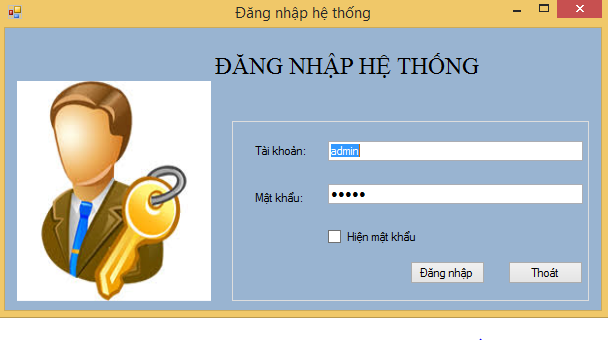 Đăng nhập hệ thống
ĐĂNG NHẬP HỆ THỐNG
Tài khoản: admin
Mật khẩu: •••••
Hiện mật khẩu
Đăng nhập Thoát